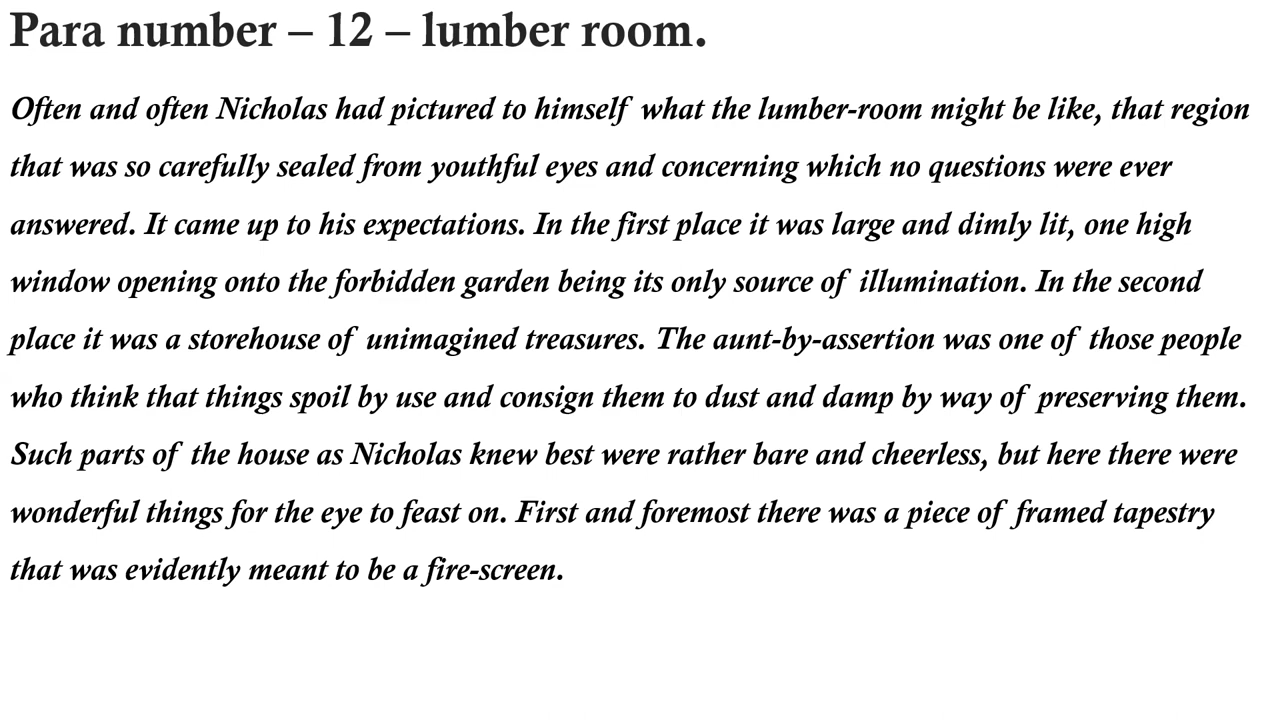 Para number – 12 – lumber room.
Often and often Nicholas had pictured to himself what the lumber-room might be like, that region
that was so carefully sealed from youthful eyes and concerning which no questions were ever
answered. It came up to his expectations. In the first place it was large and dimly lit, one high
window opening onto the forbidden garden being its only source of illumination. In the second
place it was a storehouse of unimagined treasures. The aunt-by-assertion was one of those people
who think that things spoil by use and consign them to dust and damp by way of preserving them.
Such parts of the house as Nicholas knew best were rather bare and cheerless, but here there were
wonderful things for the eye to feast on. First and foremost there was a piece of framed tapestry
that was evidently meant to be a fire-screen.